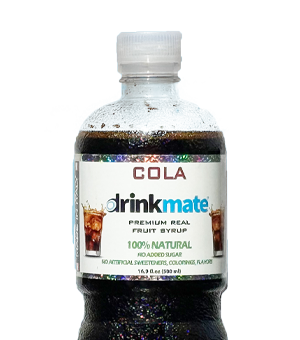 COLA
drinkmate
PREMIUM REAL
FRUIT SYRUP
100% NATURAL
NO ADDED SUGAR
NO ARTIFICIAL SWEETENERS, COLORINGS, FLAVORS
16.9 fl oz (500 ml)